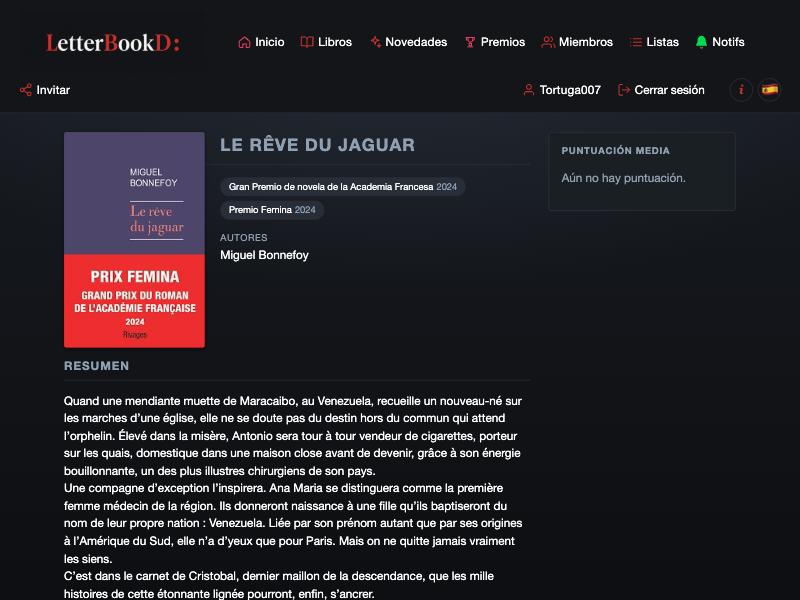 LetterBookD:
Inicio
Libros
Novedades
Premios
Miembros
Listas
Notifs
Invitar
Tortuga007
Cerrar sesión
i
MIGUEL
BONNEFOY
Le rêve
du jaguar
PRIX FEMINA
GRAND PRIX DU ROMAN
DE L'ACADÉMIE FRANÇAISE
2024
Rivages
LE RÊVE DU JAGUAR
Gran Premio de novela de la Academia Francesa 2024
Premio Femina 2024
AUTORES
Miguel Bonnefoy
PUNTUACIÓN MEDIA
Aún no hay puntuación.
RESUMEN
Quand une mendiante muette de Maracaibo, au Venezuela, recueille un nouveau-né sur
les marches d’une église, elle ne se doute pas du destin hors du commun qui attend
l’orphelin. Élevé dans la misère, Antonio sera tour à tour vendeur de cigarettes, porteur
sur les quais, domestique dans une maison close avant de devenir, grâce à son énergie
bouillonnante, un des plus illustres chirurgiens de son pays.
Une compagne d’exception l’inspirera. Ana Maria se distinguera comme la première
femme médecin de la région. Ils donneront naissance à une fille qu’ils baptiseront du
nom de leur propre nation : Venezuela. Liée par son prénom autant que par ses origines
à l’Amérique du Sud, elle n’a d’yeux que pour Paris. Mais on ne quitte jamais vraiment
les siens.
C’est dans le carnet de Cristobal, dernier maillon de la descendance, que les mille
histoires de cette étonnante lignée pourront, enfin, s’ancrer.